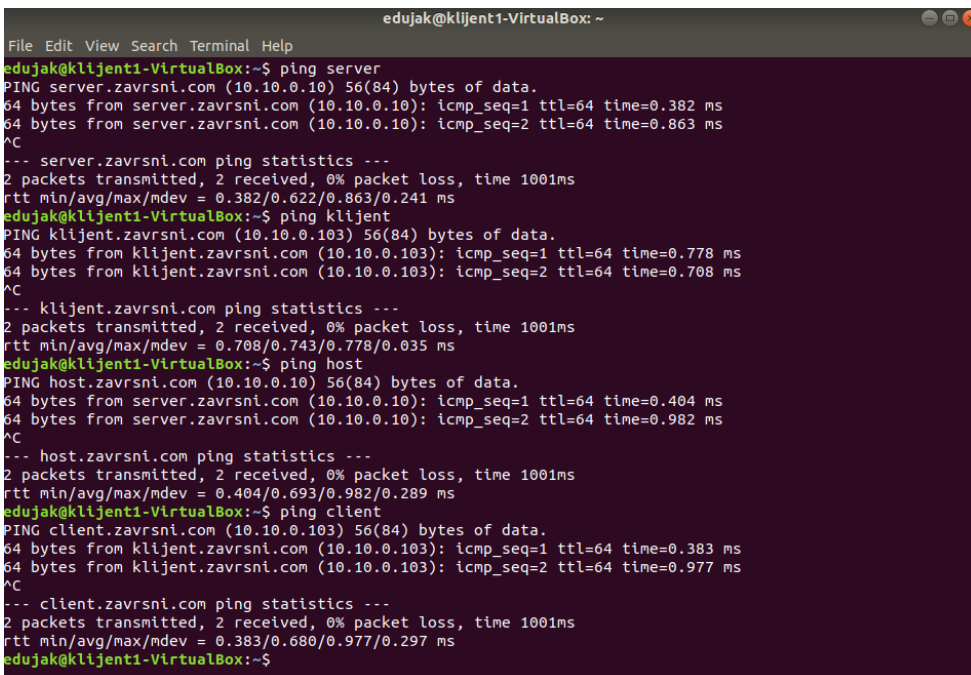 edujak@klijent1-VirtualBox: ~
File Edit View Search Terminal Help
edujak@klijent1-VirtualBox:~$ ping server
PING server.zavrsni.com (10.10.0.10) 56(84) bytes of data.
64 bytes from server.zavrsni.com (10.10.0.10): icmp_seq=1 ttl=64 time=0.382 ms
64 bytes from server.zavrsni.com (10.10.0.10): icmp_seq=2 ttl=64 time=0.863 ms
^C
--- server.zavrsni.com ping statistics ---
2 packets transmitted, 2 received, 0% packet loss, time 1001ms
rtt min/avg/max/mdev = 0.382/0.622/0.863/0.241 ms
edujak@klijent1-VirtualBox:~$ ping klijent
PING klijent.zavrsni.com (10.10.0.103) 56(84) bytes of data.
64 bytes from klijent.zavrsni.com (10.10.0.103): icmp_seq=1 ttl=64 time=0.778 ms
64 bytes from klijent.zavrsni.com (10.10.0.103): icmp_seq=2 ttl=64 time=0.708 ms
^C
--- klijent.zavrsni.com ping statistics ---
2 packets transmitted, 2 received, 0% packet loss, time 1001ms
rtt min/avg/max/mdev = 0.708/0.743/0.778/0.035 ms
edujak@klijent1-VirtualBox:~$ ping host
PING host.zavrsni.com (10.10.0.10) 56(84) bytes of data.
64 bytes from server.zavrsni.com (10.10.0.10): icmp_seq=1 ttl=64 time=0.404 ms
64 bytes from server.zavrsni.com (10.10.0.10): icmp_seq=2 ttl=64 time=0.982 ms
^C
--- host.zavrsni.com ping statistics ---
2 packets transmitted, 2 received, 0% packet loss, time 1001ms
rtt min/avg/max/mdev = 0.404/0.693/0.982/0.289 ms
edujak@klijent1-VirtualBox:~$ ping client
PING client.zavrsni.com (10.10.0.103) 56(84) bytes of data.
64 bytes from klijent.zavrsni.com (10.10.0.103): icmp_seq=1 ttl=64 time=0.383 ms
64 bytes from klijent.zavrsni.com (10.10.0.103): icmp_seq=2 ttl=64 time=0.977 ms
^C
--- client.zavrsni.com ping statistics ---
2 packets transmitted, 2 received, 0% packet loss, time 1001ms
rtt min/avg/max/mdev = 0.383/0.680/0.977/0.297 ms
edujak@klijent1-VirtualBox:~$